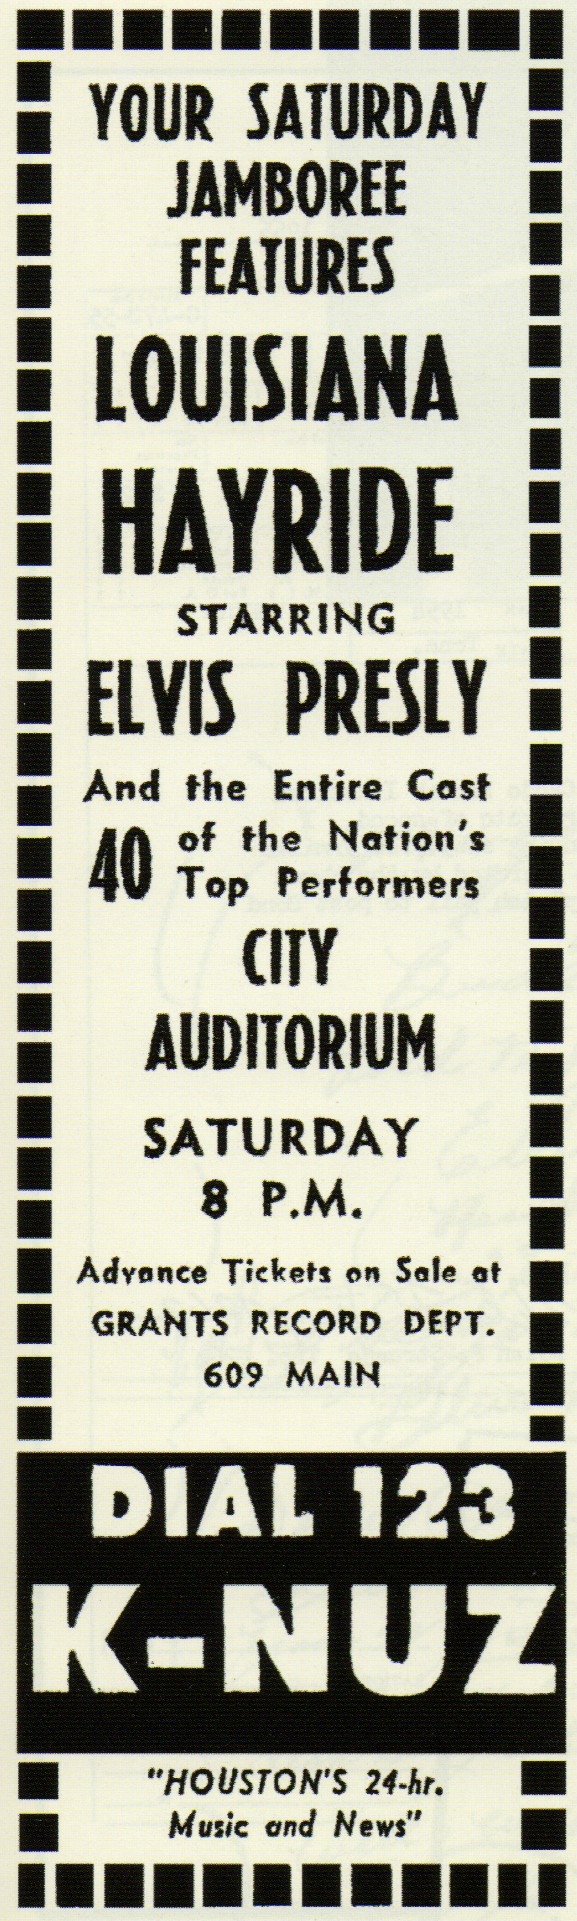 YOUR SATURDAY
JAMBOREE
FEATURES
LOUISIANA
HAYRIDE
STARRING
ELVIS PRESLY
And the Entire Cast
40 of the Nation's
Top Performers
CITY
AUDITORIUM
SATURDAY
8 P.M.
Advance Tickets on Sale at
GRANTS RECORD DEPT.
609 MAIN
DIAL 123
K-NUZ
"HOUSTON'S 24-hr.
Music and News"